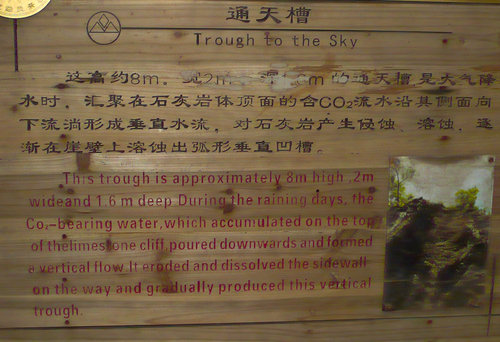 通天槽
Trough to the Sky
这高约8m, 宽2m 深1.6m 的通天槽是大气降
水时, 汇聚在石灰岩体顶面的含CO₂流水沿其侧面向
下流淌形成垂直水流, 对石灰岩产生侵蚀、溶蚀, 逐
渐在崖壁上溶蚀出弧形垂直凹槽。
This trough is approximately 8m high ,2m
wideand 1.6 m deep. During the raining days, the
Co₂-bearing water,which accumulated on the top
of thelimestone cliff,poured downwards and formed
a vertical flow. It eroded and dissolved the sidewall
on the way and gradually produced this vertical
trough.